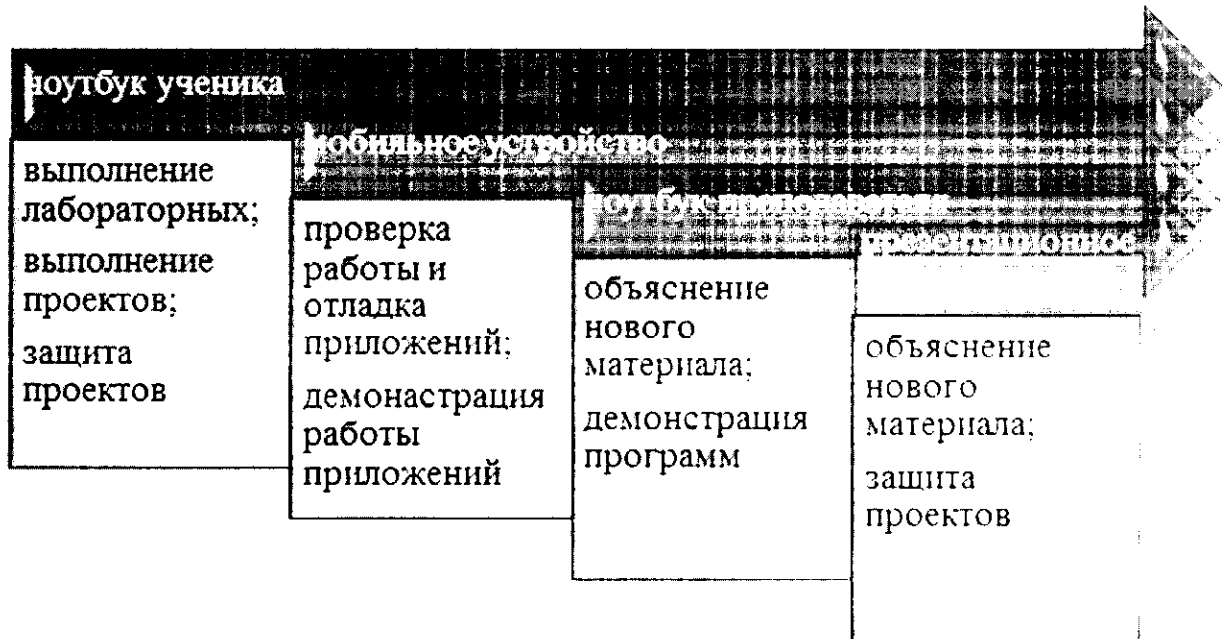 ноутбук ученика
выполнение
лабораторных;
выполнение
проектов;
защита
проектов
мобильное устройство
проверка
работы и
отладка
приложений;
демонастрация
работы
приложений
ноутбук преподавателя
объяснение
нового
материала;
демонстрация
программ
презентационное
объяснение
нового
материала;
защита
проектов